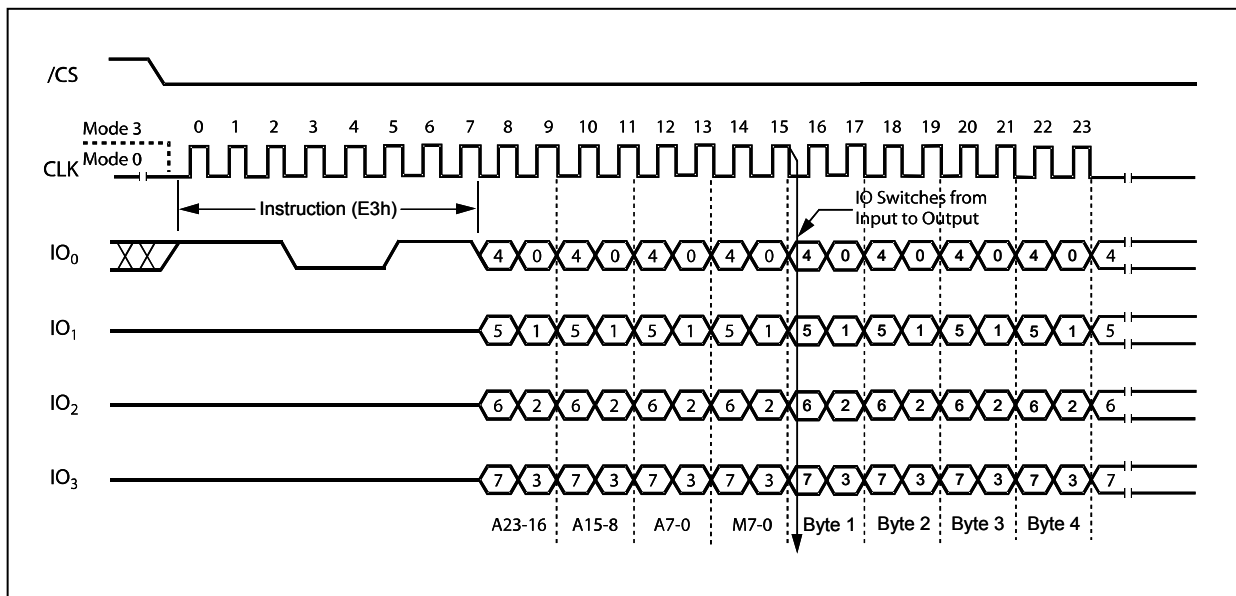 /CS
Mode 3
0 1 2 3 4 5 6 7 8 9 10 11 12 13 14 15 16 17 18 19 20 21 22 23
Mode 0
CLK
Instruction (E3h)
IO Switches from
Input to Output
IO0
4 0 4 0 4 0 4 0 4 0 4 0 4 0 4 0 4
IO1
5 1 5 1 5 1 5 1 5 1 5 1 5 1 5 1 5
IO2
6 2 6 2 6 2 6 2 6 2 6 2 6 2 6 2 6
IO3
7 3 7 3 7 3 7 3 7 3 7 3 7 3 7 3 7
A23-16 A15-8 A7-0 M7-0 Byte 1 Byte 2 Byte 3 Byte 4